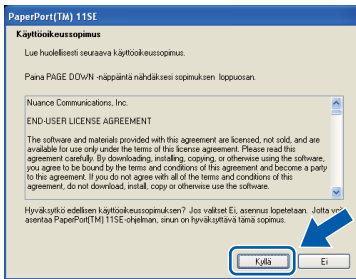 PaperPort(TM) 11SE
Käyttöoikeussopimus
Lue huolellisesti seuraava käyttöoikeussopimus.
Paina PAGE DOWN -näppäintä nähdäksesi sopimuksen loppuosan.
Nuance Communications, Inc.
END-USER LICENSE AGREEMENT
The software and materials provided with this agreement are licensed, not sold, and are
available for use only under the terms of this license agreement. Please read this
agreement carefully. By downloading, installing, copying, or otherwise using the software,
you agree to be bound by the terms and conditions of this agreement and become a party
to this agreement. If you do not agree with all of the terms and conditions of this
agreement, do not download, install, copy or otherwise use the software.
Hyväksytkö edellisen käyttöoikeussopimuksen? Jos valitset Ei, asennus lopetetaan. Jotta
asentaa PaperPort(TM) 11SE-ohjelman, sinun on hyväksyttävä tämä sopimus.
Kyllä
Ei